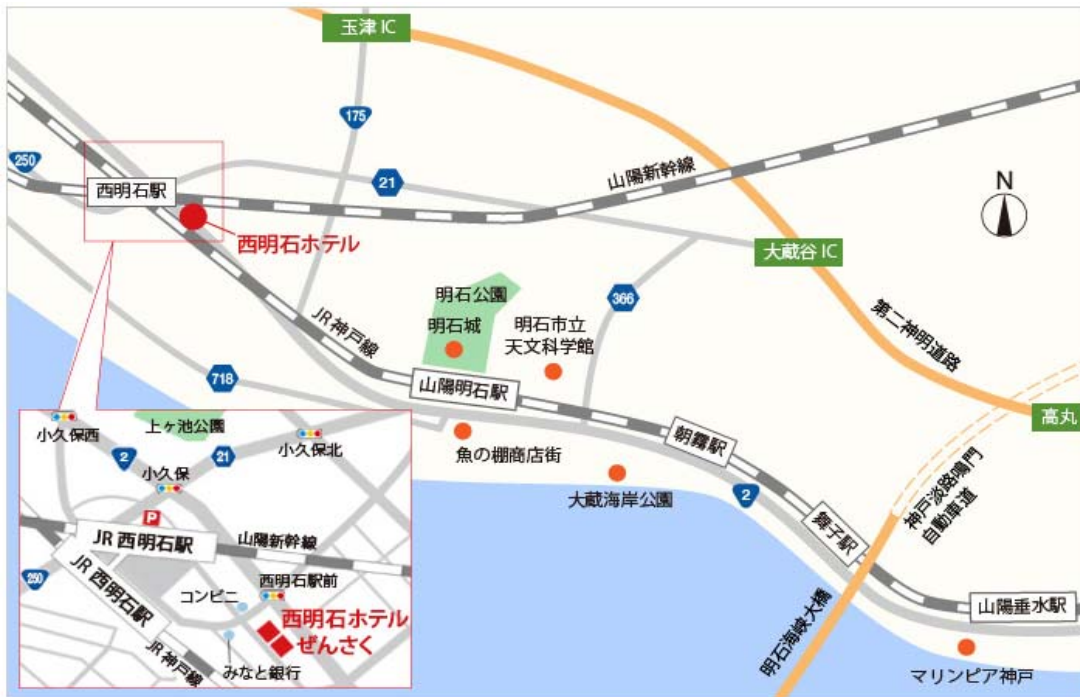 玉津 IC
175
250
21
西明石駅
西明石ホテル
山陽新幹線
N
大蔵谷 IC
366
明石公園
明石城
明石市立
天文科学館
JR神戸線
第二神明道路
718
山陽明石駅
高丸
朝霧駅
魚の棚商店街
大蔵海岸公園
2
舞子駅
神戸淡路鳴門
自動車道
明石海峡大橋
山陽垂水駅
マリンピア神戸
小久保西
上ヶ池公園
2
21
小久保北
小久保
P
JR 西明石駅
山陽新幹線
250
JR 西明石駅
コンビニ
西明石駅前
西明石ホテル
ぜんさく
JR神戸線
みなと銀行